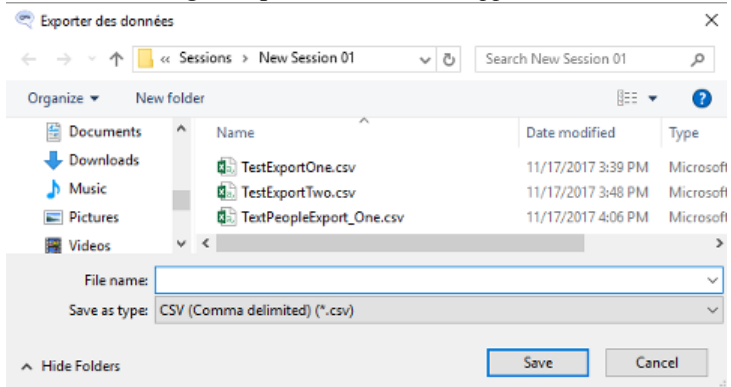 Exporter des données
« Sessions > New Session 01
Search New Session 01
Organize
New folder
Name
Date modified
Type
Documents
Downloads
Music
Pictures
Videos
TestExportOne.csv 11/17/2017 3:39 PM Microsoft
TestExportTwo.csv 11/17/2017 3:48 PM Microsoft
TextPeopleExport_One.csv 11/17/2017 4:06 PM Microsoft
File name:
Save as type: CSV (Comma delimited) (*.csv)
Hide Folders
Save
Cancel